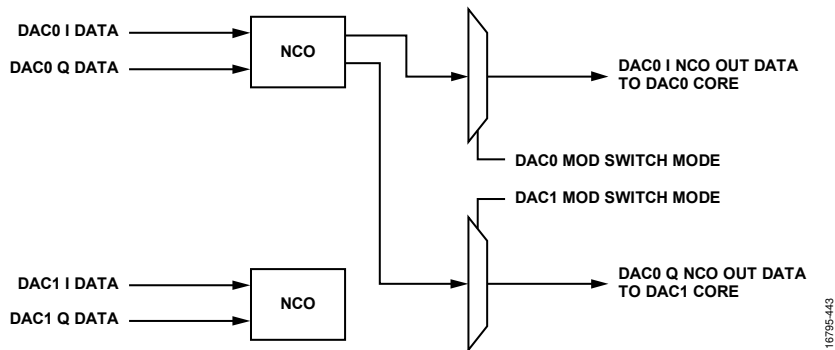 DAC0 I DATA
DAC0 Q DATA
NCO
DAC0 I NCO OUT DATA
TO DAC0 CORE
DAC0 MOD SWITCH MODE
DAC1 MOD SWITCH MODE
DAC1 I DATA
DAC1 Q DATA
NCO
DAC0 Q NCO OUT DATA
TO DAC1 CORE
16795-443